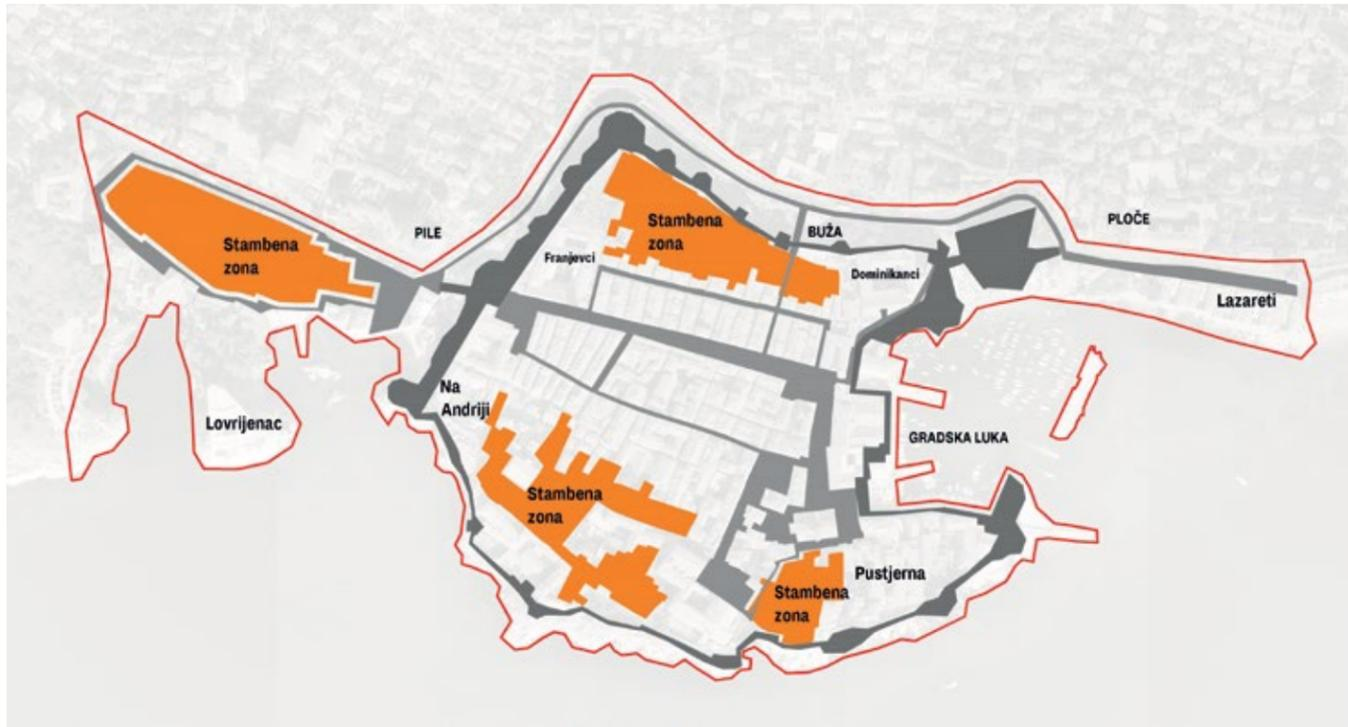 PLOČE
Stambena
zona
PILE
BUŽA
Stambena
zona
Franjevci
Dominikanci
Lazareti
Na
Andriji
Lovrijenac
GRADSKA LUKA
Stambena
zona
Pustjerna
Stambena
zona